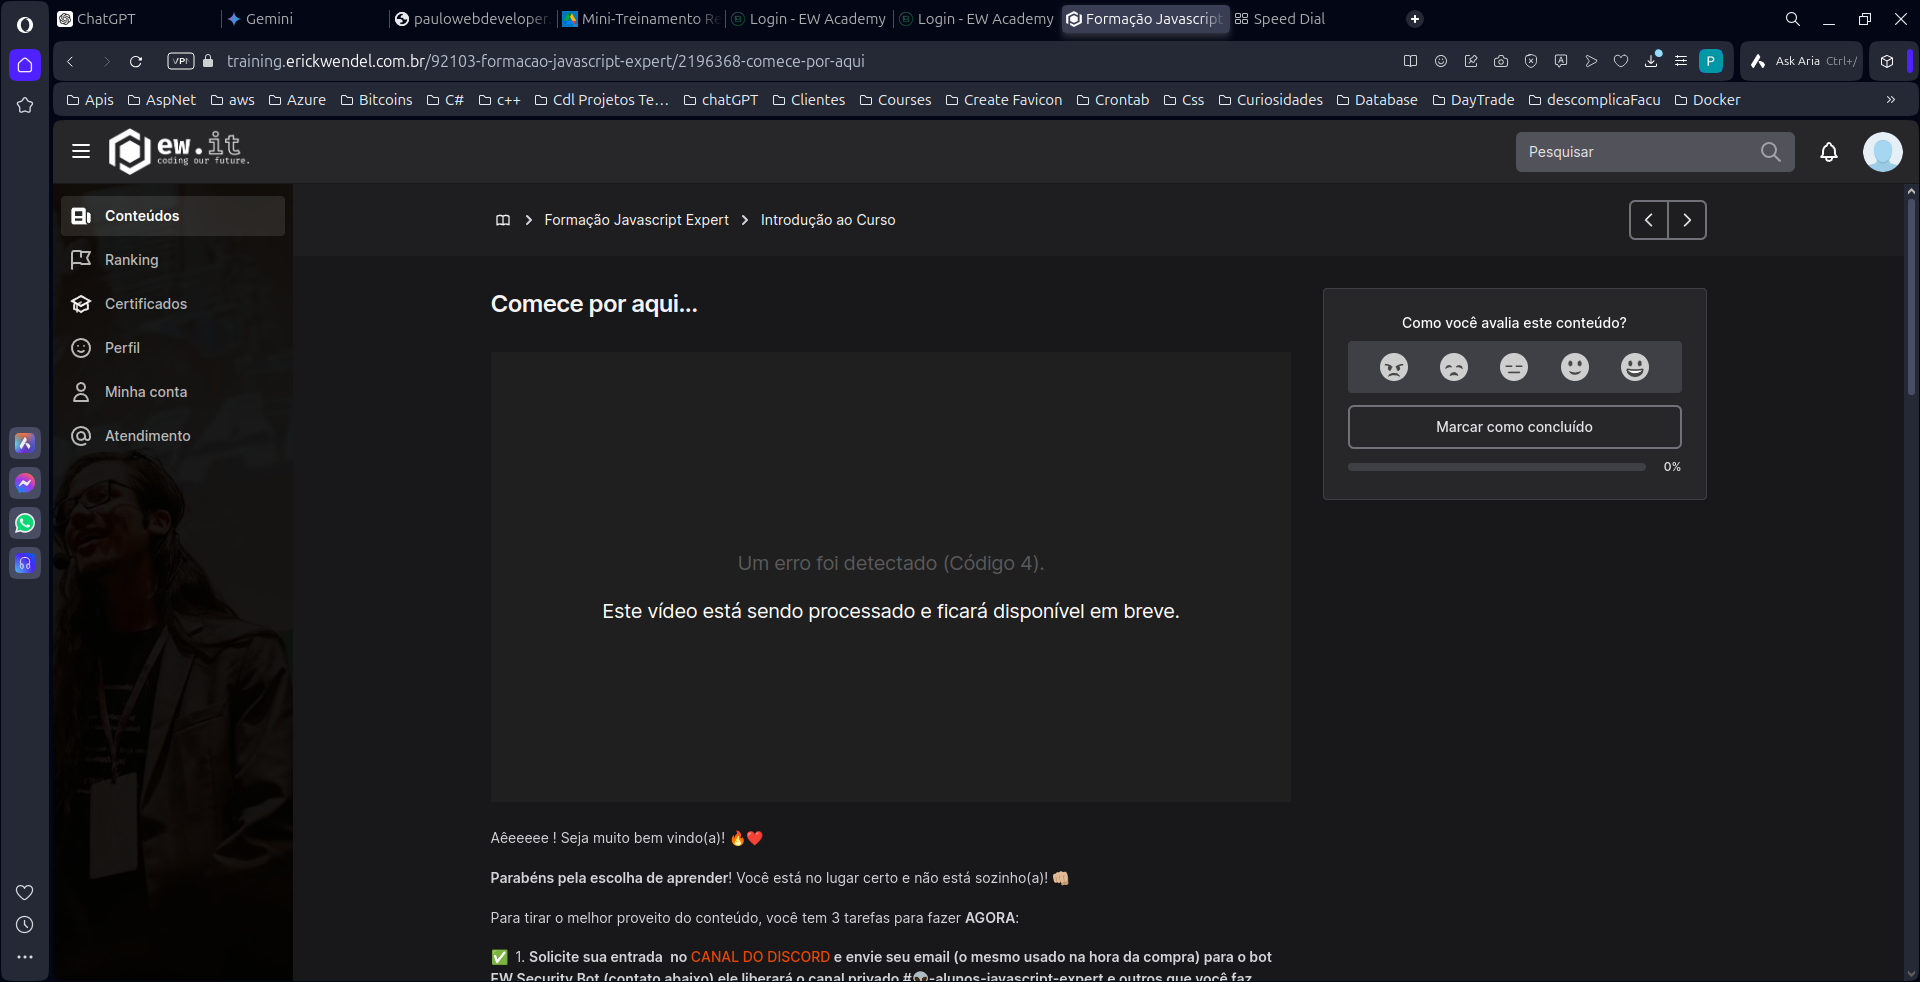 ChatGPT
Gemini
paulowebdeveloper.
Mini-Treinamento Re
Login - EW Academy
Login - EW Academy
Formação Javascript
Speed Dial
VPN
training.erickwendel.com.br/92103-formacao-javascript-expert/2196368-comece-por-aqui
P
Ask Aria Ctrl+/
Apis
AspNet
aws
Azure
Bitcoins
C#
c++
Cdl Projetos Te...
chatGPT
Clientes
Courses
Create Favicon
Crontab
Css
Curiosidades
Database
DayTrade
descomplicaFacu
Docker
»
ew.it
coding our future.
Pesquisar
Conteúdos
Ranking
Certificados
Perfil
Minha conta
Atendimento
Formação Javascript Expert
Introdução ao Curso
Comece por aqui...
Como você avalia este conteúdo?
Marcar como concluído
0%
Um erro foi detectado (Código 4).
Este vídeo está sendo processado e ficará disponível em breve.
Aêeeeee ! Seja muito bem vindo(a)! 🔥❤️
Parabéns pela escolha de aprender! Você está no lugar certo e não está sozinho(a)! 👊🏼
Para tirar o melhor proveito do conteúdo, você tem 3 tarefas para fazer AGORA:
✅ 1. Solicite sua entrada no CANAL DO DISCORD e envie seu email (o mesmo usado na hora da compra) para o bot
EW Security Bot (contato abaixo) ele liberará o canal privado #👽-alunos-javascript-expert e outros que você faz